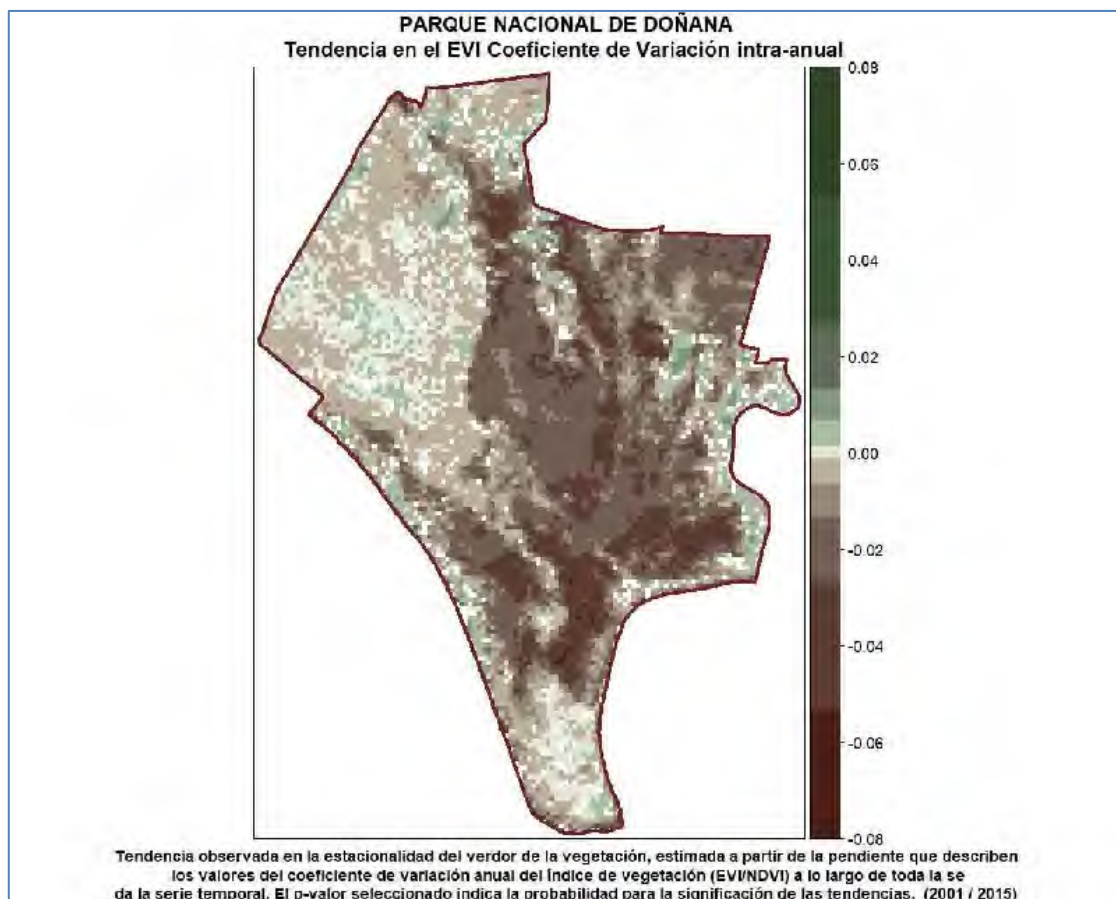 PARQUE NACIONAL DE DOÑANA
Tendencia en el EVI Coeficiente de Variación intra-anual
0.08
0.06
0.04
0.02
0.00
-0.02
-0.04
-0.06
-0.08
Tendencia observada en la estacionalidad del verdor de la vegetación, estimada a partir de la pendiente que describen
los valores del coeficiente de variación anual del índice de vegetación (EVI/NDVI) a lo largo de toda la se
da la serie temporal. El p-valor seleccionado indica la probabilidad para la significación de las tendencias. (2001 / 2015)